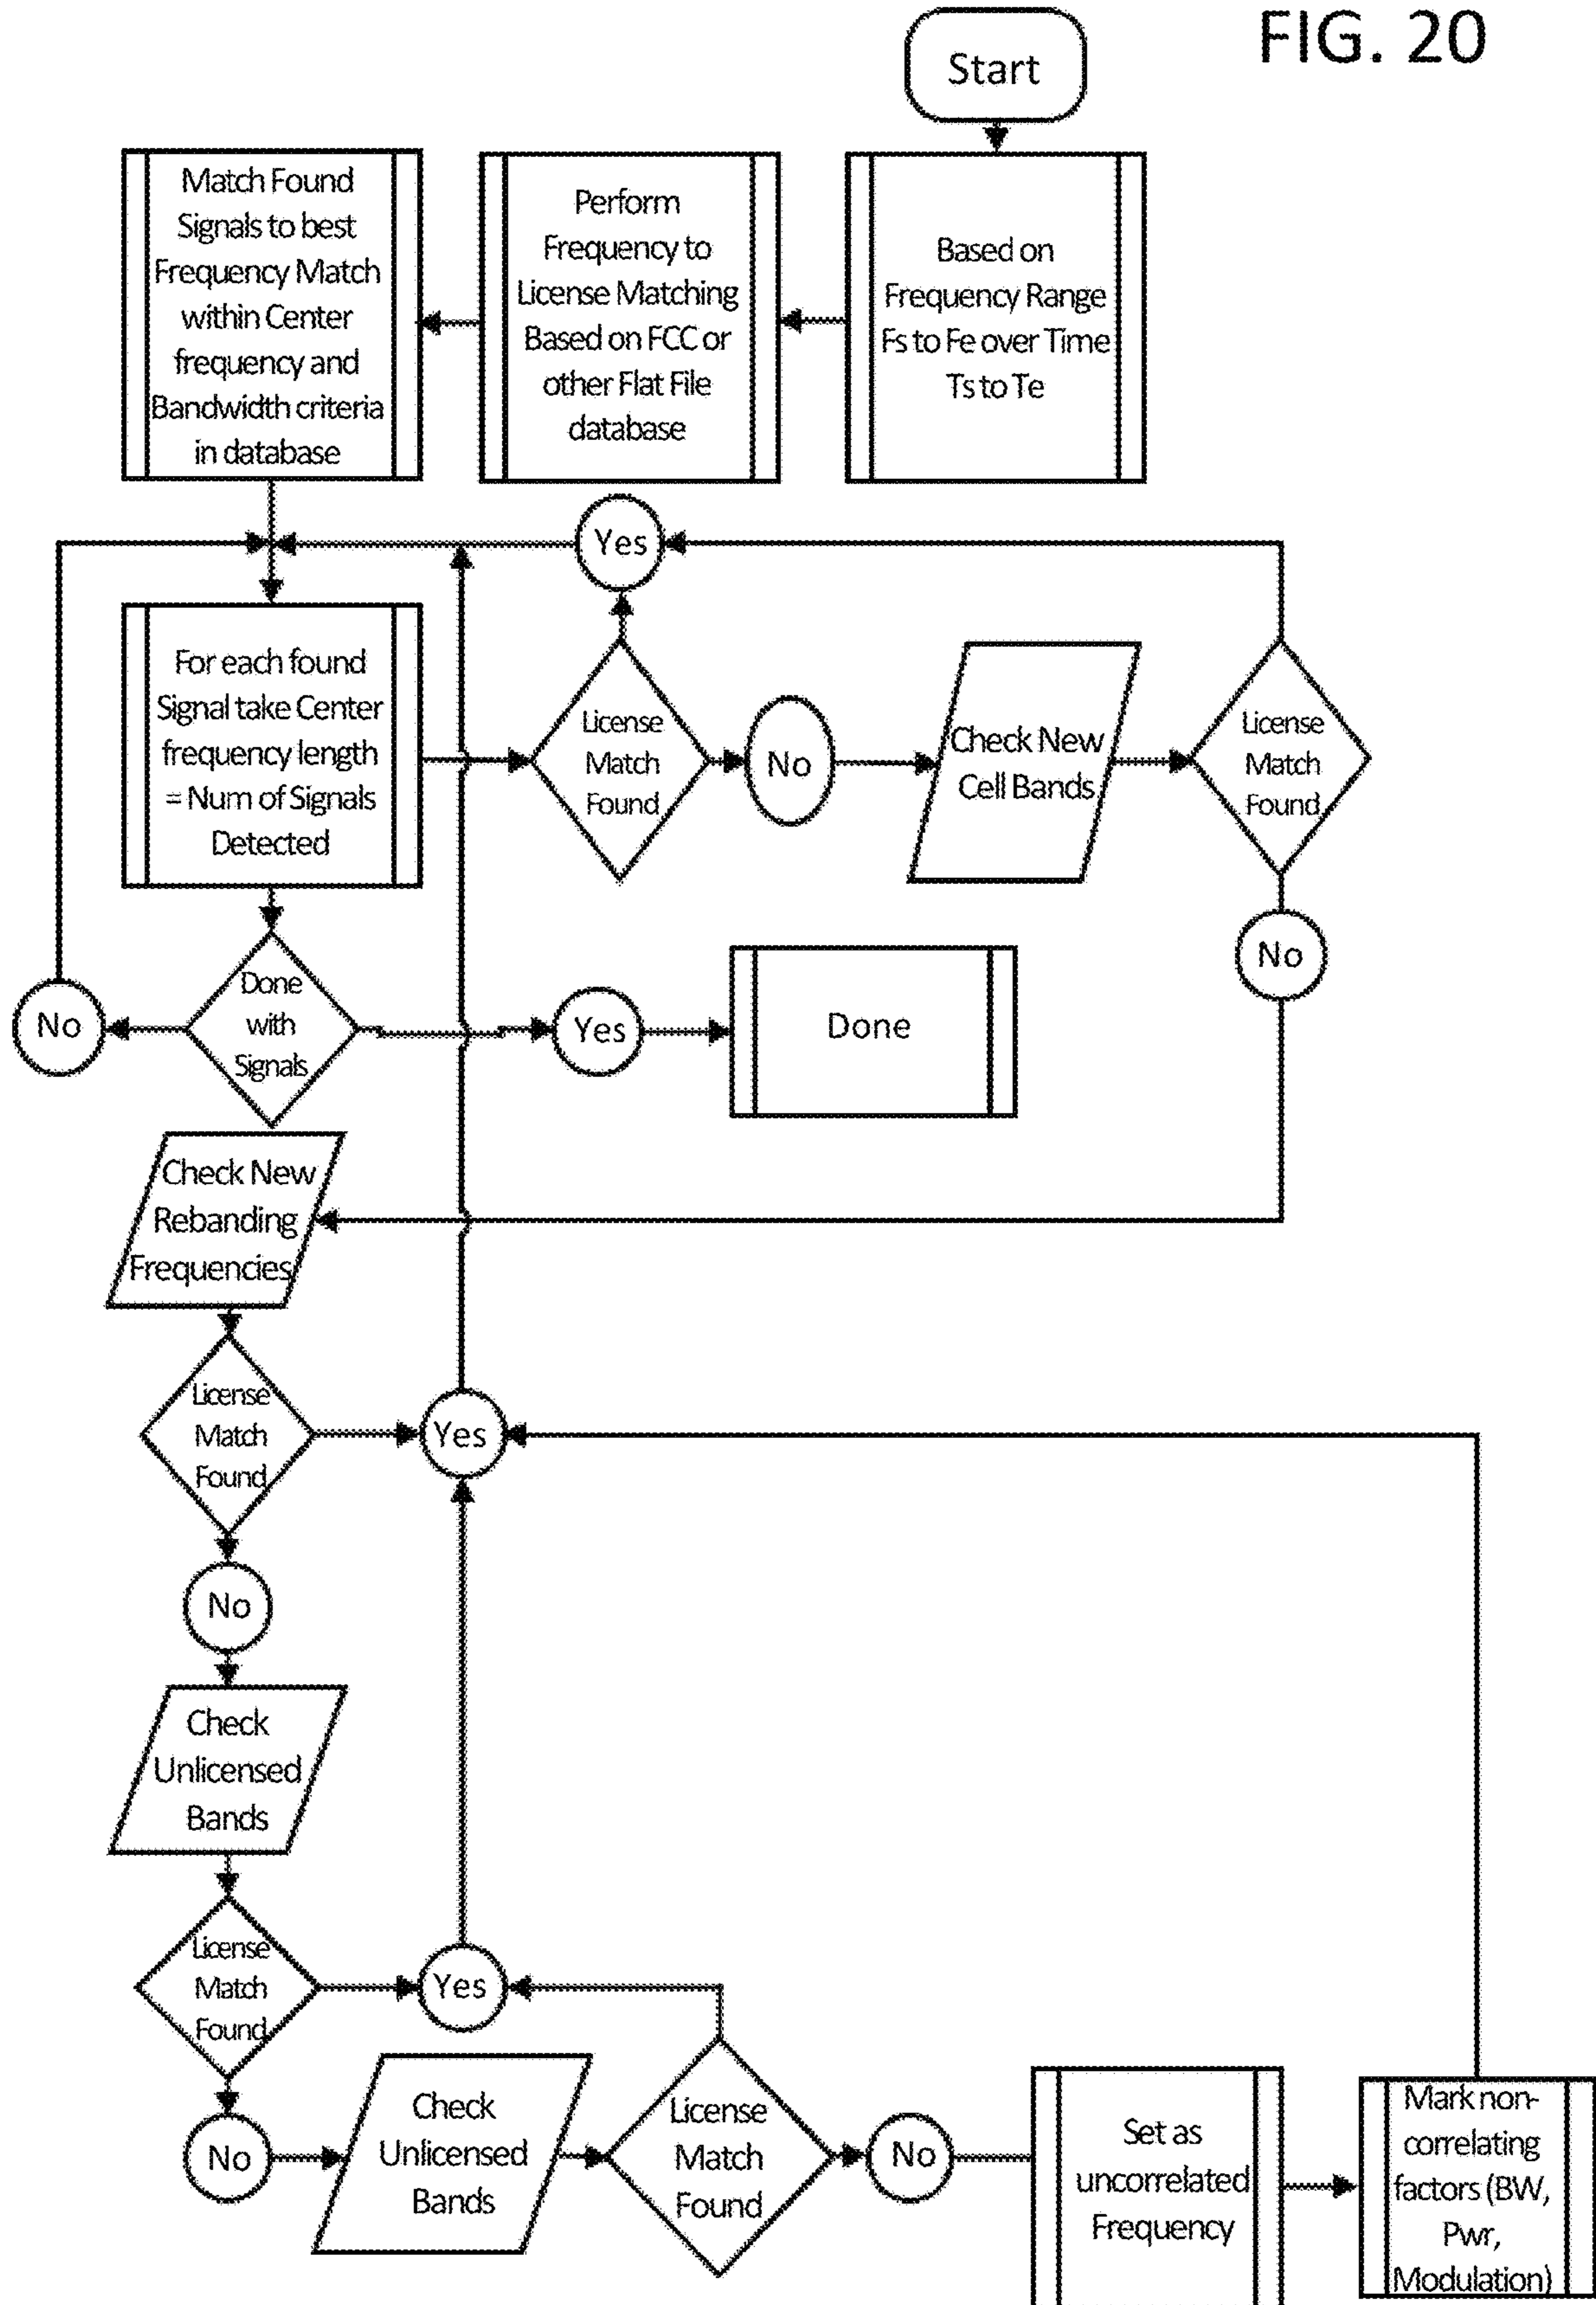 FIG. 20
Start
Match Found
Signals to best
Frequency Match
within Center
frequency and
Bandwidth criteria
in database
Perform
Frequency to
License Matching
Based on FCC or
other Flat File
database
Based on
Frequency Range
Fs to Fe over Time
Ts to Te
Yes
For each found
Signal take Center
frequency length
= Num of Signals
Detected
License
Match
Found
No
Check New
Cell Bands
License
Match
Found
No
Done
with
Signals
No
Yes
Done
Check New
Rebanding
Frequencies
License
Match
Found
Yes
No
Check
Unlicensed
Bands
License
Match
Found
Yes
No
Check
Unlicensed
Bands
License
Match
Found
No
Set as
uncorrelated
Frequency
Mark non-
correlating
factors (BW,
Pwr,
Modulation)